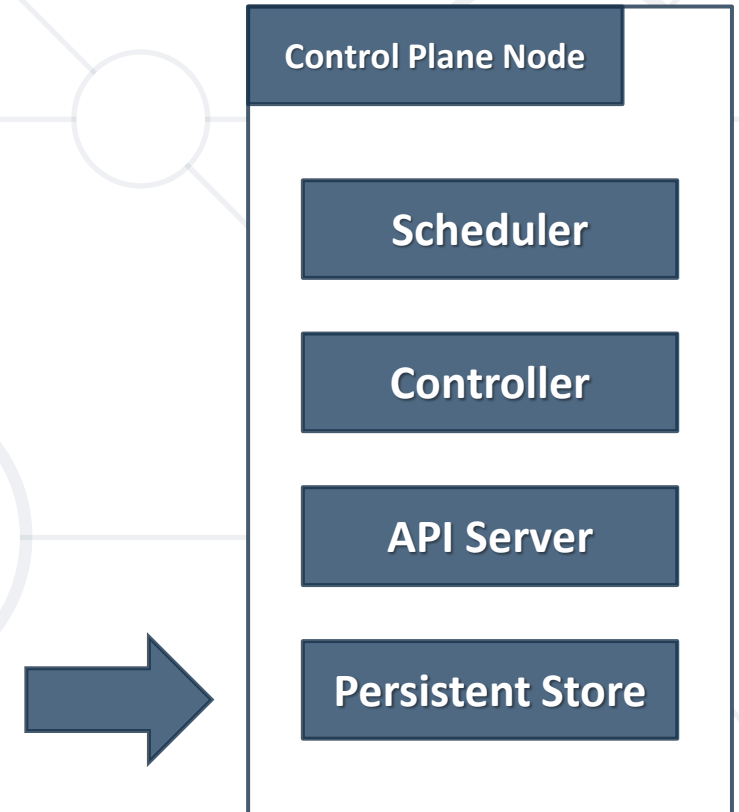 Control Plane Node
Scheduler
Controller
API Server
Persistent Store